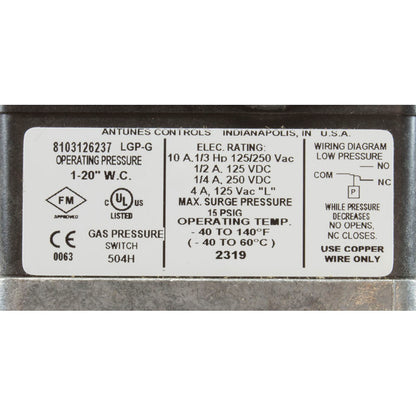 ANTUNES CONTROLS INDIANAPOLIS, IN U.S.A.
8103126237 LGP-G
OPERATING PRESSURE
1-20" W.C.
FM
APPROVED
C UL US
LISTED
CE
0063
GAS PRESSURE
SWITCH
504H
ELEC. RATING:
10 A,1/3 Hp 125/250 Vac
1/2 A, 125 VDC
1/4 A, 250 VDC
4 A, 125 Vac "L"
MAX. SURGE PRESSURE
15 PSIG
OPERATING TEMP.
- 40 TO 140°F
( - 40 TO 60°C )
2319
WIRING DIAGRAM
LOW PRESSURE
NO
COM
NC
P
WHILE PRESSURE
DECREASES
NO OPENS,
NC CLOSES.
USE COPPER
WIRE ONLY